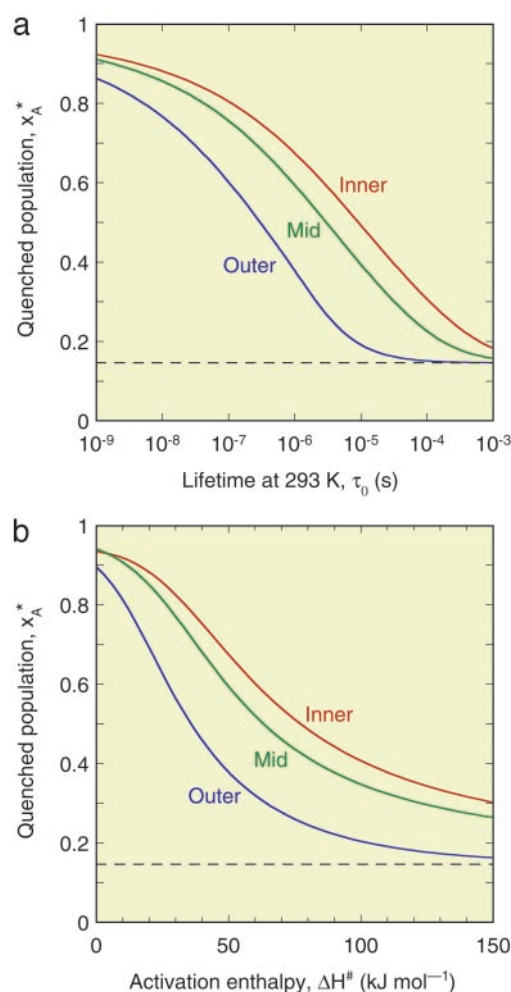 a
Quenched population, x_A^*
1
0.8
0.6
0.4
0.2
0
Inner
Mid
Outer
10^-9 10^-8 10^-7 10^-6 10^-5 10^-4 10^-3
Lifetime at 293 K, τ_0 (s)
b
Quenched population, x_A^*
1
0.8
0.6
0.4
0.2
0
Inner
Mid
Outer
0 50 100 150
Activation enthalpy, ΔH^# (kJ mol^—1)